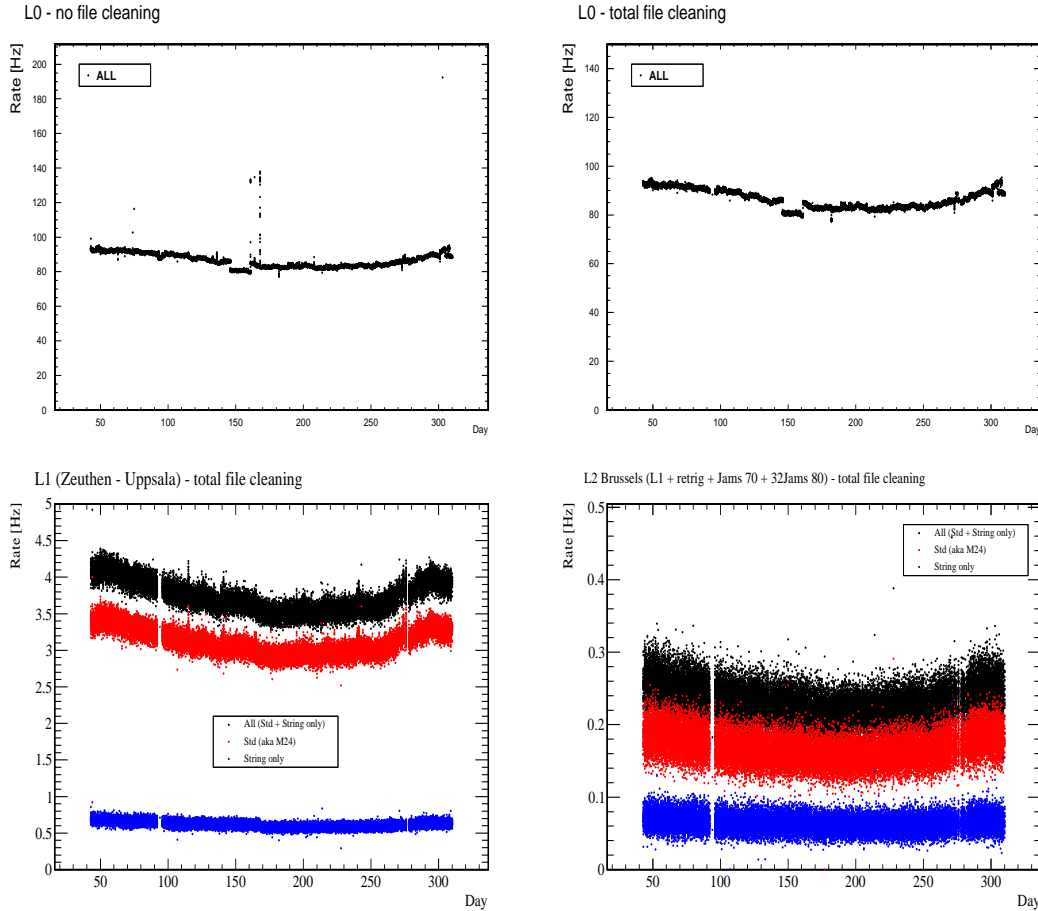 L0 - no file cleaning
Rate [Hz]
ALL
200
180
160
140
120
100
80
60
40
20
0
50 100 150 200 250 300
Day
L0 - total file cleaning
Rate [Hz]
ALL
140
120
100
80
60
40
20
0
50 100 150 200 250 300
Day
L1 (Zeuthen - Uppsala) - total file cleaning
Rate [Hz]
5
4.5
4
3.5
3
2.5
2
1.5
1
0.5
0
All (Std + String only)
Std (aka M24)
String only
50 100 150 200 250 300
Day
L2 Brussels (L1 + retrig + Jams 70 + 32Jams 80) - total file cleaning
Rate [Hz]
0.5
0.4
0.3
0.2
0.1
0
All (Std + String only)
Std (aka M24)
String only
50 100 150 200 250 300
Day